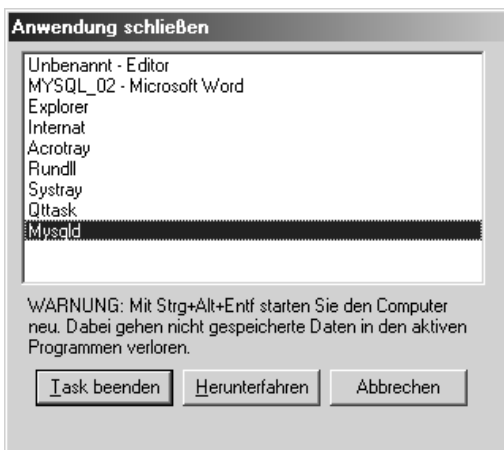 Anwendung schließen
Unbenannt - Editor
MYSQL_02 - Microsoft Word
Explorer
Internat
Acrotray
Rundll
Systray
Qttask
Mysqld
WARNUNG: Mit Strg+Alt+Entf starten Sie den Computer
neu. Dabei gehen nicht gespeicherte Daten in den aktiven
Programmen verloren.
Task beenden Herunterfahren Abbrechen